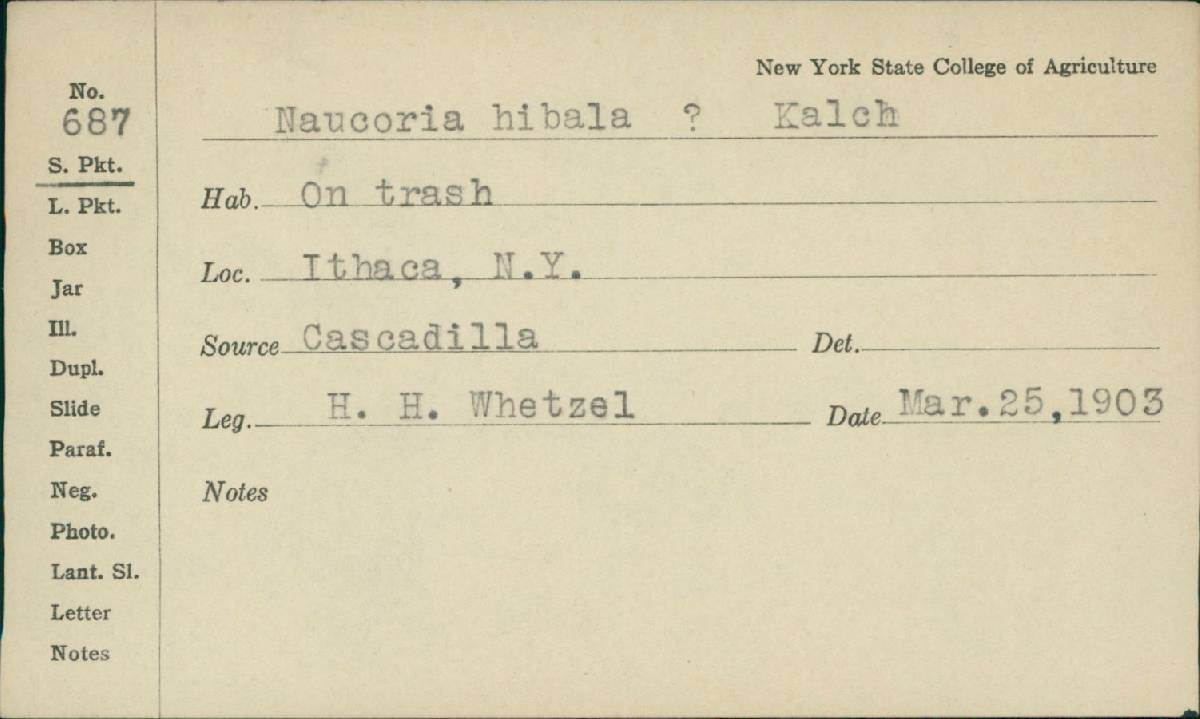 New York State College of Agriculture
No.
687
S. Pkt.
L. Pkt.
Box
Jar
Ill.
Dupl.
Slide
Paraf.
Neg.
Photo.
Lant. Sl.
Letter
Notes
Naucoria hibala ? Kalch
Hab. On trash
Loc. Ithaca, N.Y.
Source Cascadilla Det.
Leg. H. H. Whetzel Date Mar.25,1903
Notes